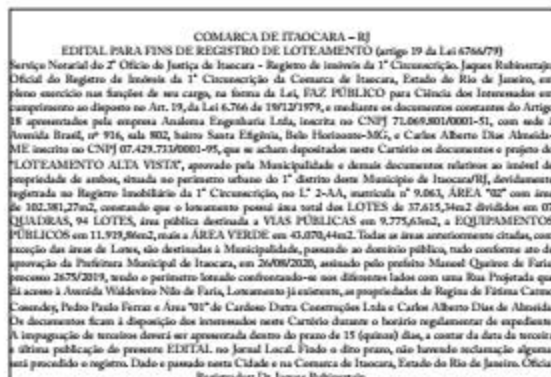 COMARCA DE ITAOCARA – RJ
EDITAL PARA FINS DE REGISTRO DE LOTEAMENTO (artigo 19 da Lei 6766/79)
Serviço Notarial do 2º Ofício de Justiça de Itaocara – Registro de imóveis da 1ª Circunscrição. Jaques Rubinsztajn
Oficial do Registro de Imóveis da 1ª Circunscrição da Comarca de Itaocara, Estado do Rio de Janeiro, em
pleno exercício nas funções de seu cargo, na forma da Lei, FAZ PÚBLICO para Ciência dos Interessados em
cumprimento ao disposto no Art. 19, da Lei 6.766 de 19/12/1979, e mediante os documentos constantes do Artigo
18 apresentados pela empresa Engenharia Ltda, inscrita no CNPJ 71.069.801/0001-51, com sede à
Avenida Brasil, nº 916, sala 802, bairro Santa Efigênia, Belo Horizonte-MG, e Carlos Alberto Dias Almeida
ME inscrito no CNPJ 07.429.733/0001-95, que se acham depositados neste Cartório os documentos e projeto do
"LOTEAMENTO ALTA VISTA", aprovado pela Municipalidade e demais documentos relativos ao imóvel de
propriedade de ambos, situada no perímetro urbano do 1º distrito deste Município de Itaocara/RJ, devidamente
registrada no Registro Imobiliário da 1ª Circunscrição, no Lº 2-AA, matrícula nº 9.063, ÁREA "02" com área
de 102.381,27m2, constando que o loteamento possui área total dos LOTES de 37.615,34m2 divididos em 07
QUADRAS, 94 LOTES, área pública destinada a VIAS PÚBLICAS em 9.775,63m2, a EQUIPAMENTOS
PÚBLICOS em 11.919,86m2, mais a ÁREA VERDE em 43.070,44m2. Todas as áreas anteriormente citadas, com
exceção das áreas de Lotes, são destinadas à Municipalidade, passando ao domínio público, tudo conforme ato de
aprovação da Prefeitura Municipal de Itaocara, em 26/08/2020, assinado pelo prefeito Manoel Queiroz de Faria
processo 2675/2019, tendo o perímetro loteado confrontando-se nos diferentes lados com uma Rua Projetada que
dá acesso à Avenida Waldevino Nilo de Faria, Loteamento já existente, as propriedades de Regina de Fátima Castro
Cosendey, Pedro Paulo Ferraz e Área "01" de Cardoso Dutra Construções Ltda e Carlos Alberto Dias de Almeida
Os documentos ficam à disposição dos interessados neste Cartório durante o horário regulamentar de expediente.
A impugnação de terceiros deverá ser apresentada dentro do prazo de 15 (quinze) dias, a contar da data da terceira
e última publicação do presente EDITAL no Jornal Local. Findo o dito prazo, não havendo reclamação alguma
será procedido o registro. Dado e passado nesta Cidade e na Comarca de Itaocara, Estado do Rio de Janeiro. Oficial